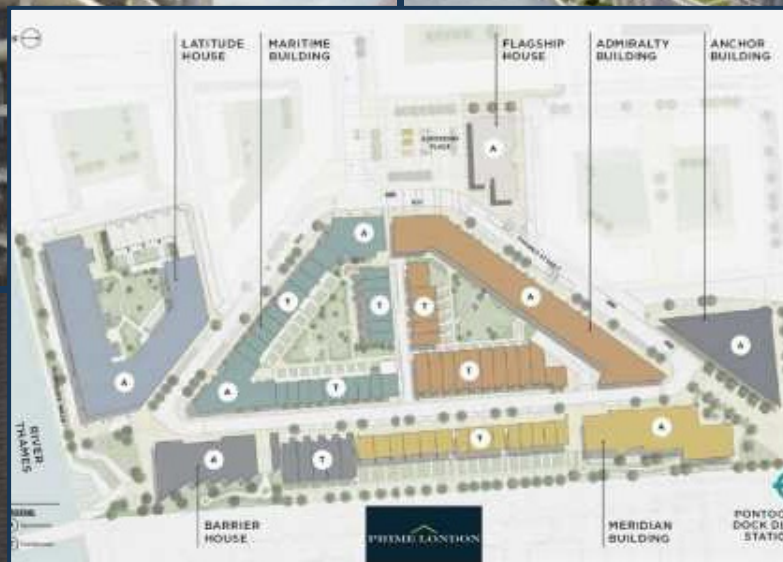 LATITUDE
HOUSE
MARITIME
BUILDING
FLAGSHIP
HOUSE
ADMIRALTY
BUILDING
ANCHOR
BUILDING
PLACE
A
A
T
T
T
A
T
A
A
A
T
A
T
T
A
RIVER
THAMES
BARRIER
HOUSE
PRIME LONDON
MERIDIAN
BUILDING
PONTOO
DOCK D
STATIO